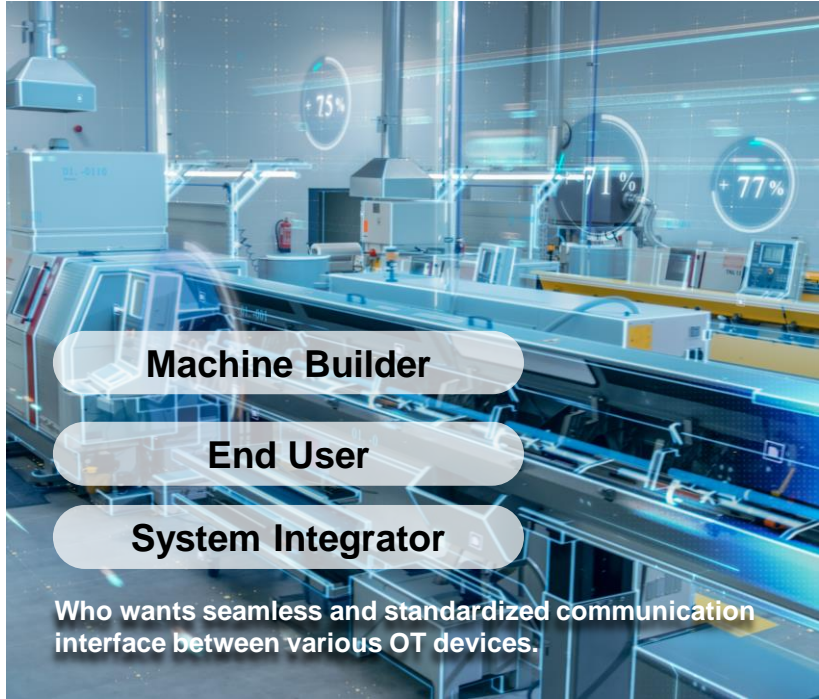 + 75%
+ 71 %
+ 77%
Machine Builder
End User
System Integrator
Who wants seamless and standardized communication
interface between various OT devices.